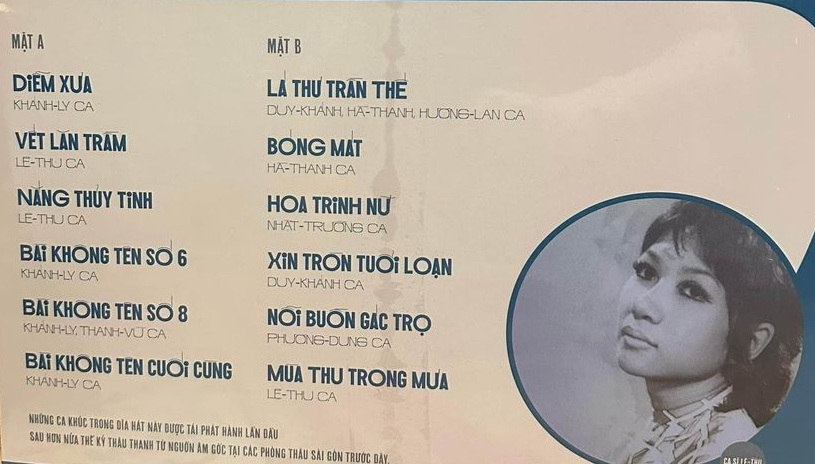 MẶT A
DIỄM XƯA
KHÁNH-LY CA
VẾT LĂN TRẦM
LỆ-THU CA
NẮNG THỦY TINH
LỆ-THU CA
BÀI KHÔNG TÊN SỐ 6
KHÁNH-LY CA
BÀI KHÔNG TÊN SỐ 8
KHÁNH-LY, THANH-VŨ CA
BÀI KHÔNG TÊN CUỐI CÙNG
KHÁNH-LY CA
MẶT B
LÁ THƯ TRẦN THẾ
DUY-KHÁNH, HÀ-THANH, HƯƠNG-LAN CA
BÓNG MÁT
HÀ-THANH CA
HOA TRINH NỮ
NHẬT-TRƯỜNG CA
XIN TRÒN TUỔI LOẠN
DUY-KHÁNH CA
NỖI BUỒN GÁC TRỌ
PHƯƠNG-DUNG CA
MÙA THU TRONG MƯA
LỆ-THU CA
NHỮNG CA KHÚC TRONG DĨA HÁT NÀY ĐƯỢC TÁI PHÁT HÀNH LẦN ĐẦU
SAU HƠN NỬA THẾ KỶ THÂU THANH TỪ NGUỒN ÂM GỐC TẠI CÁC PHÒNG THÂU SÀI GÒN TRƯỚC ĐÂY.
CA SĨ LỆ-THU